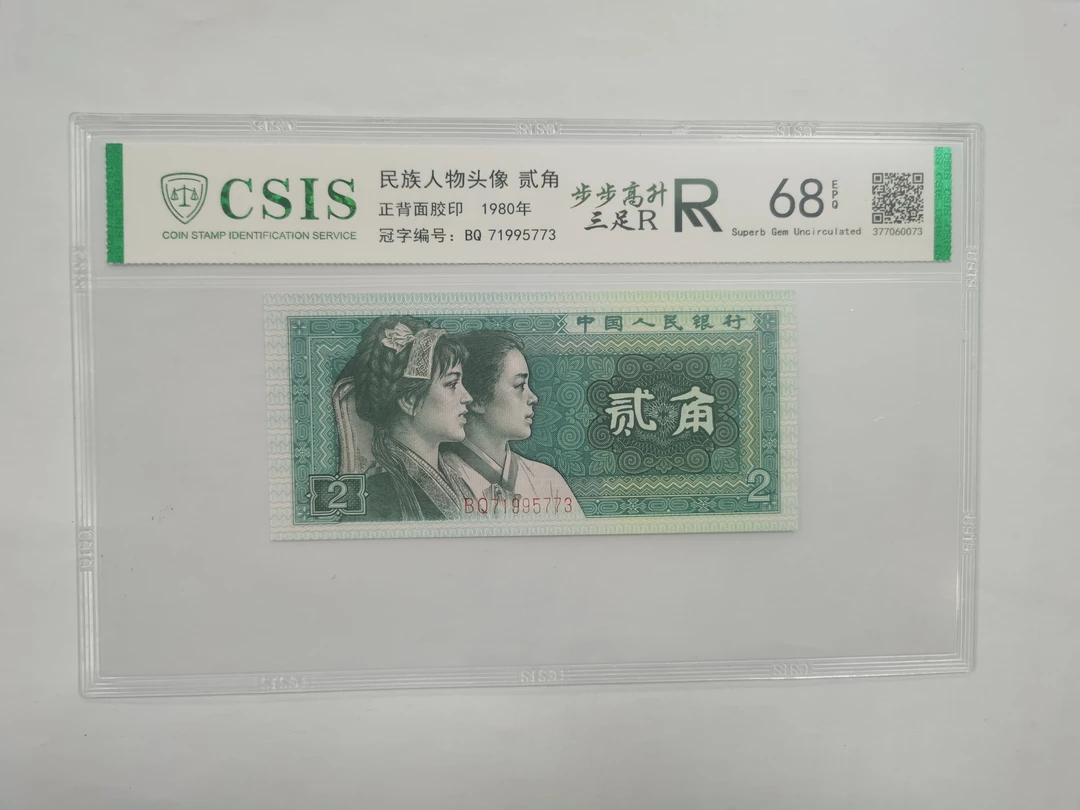 CSIS
COIN STAMP IDENTIFICATION SERVICE
民族人物头像 贰角
正背面胶印 1980年
冠字编号：BQ 71995773
步步高升
三足R
R
68
EPQ
Superb Gem Uncirculated
377060073
中国人民银行
贰角
2
2
BQ71995773